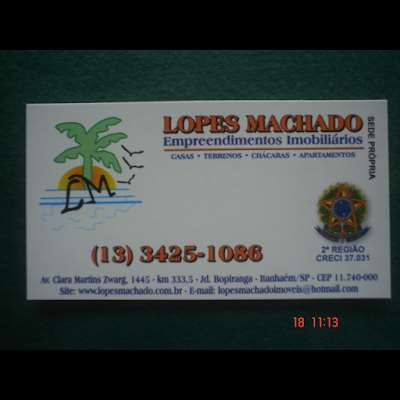 LOPES MACHADO
Empreendimentos Imobiliários
CASAS • TERRENOS • CHÁCARAS • APARTAMENTOS
SEDE PRÓPRIA
LM
2ª REGIÃO
CRECI 37.031
(13) 3425-1086
Av. Clara Martins Zwarg, 1445 - km 333,5 - Jd. Bopiranga - Itanhaém/SP - CEP 11.740-000
Site: www.lopesmachado.com.br - E-mail: lopesmachadoimoveis@hotmail.com
18 11:13